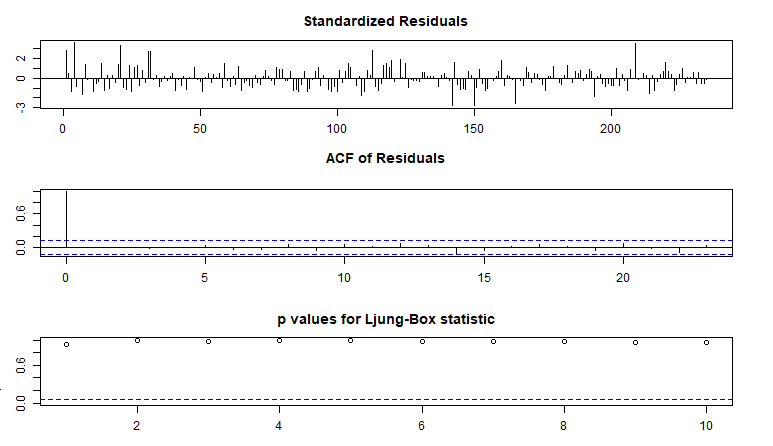 Standardized Residuals
2
0
-3
0 50 100 150 200
ACF of Residuals
0.6
0.0
0 5 10 15 20
p values for Ljung-Box statistic
0.6
0.0
2 4 6 8 10